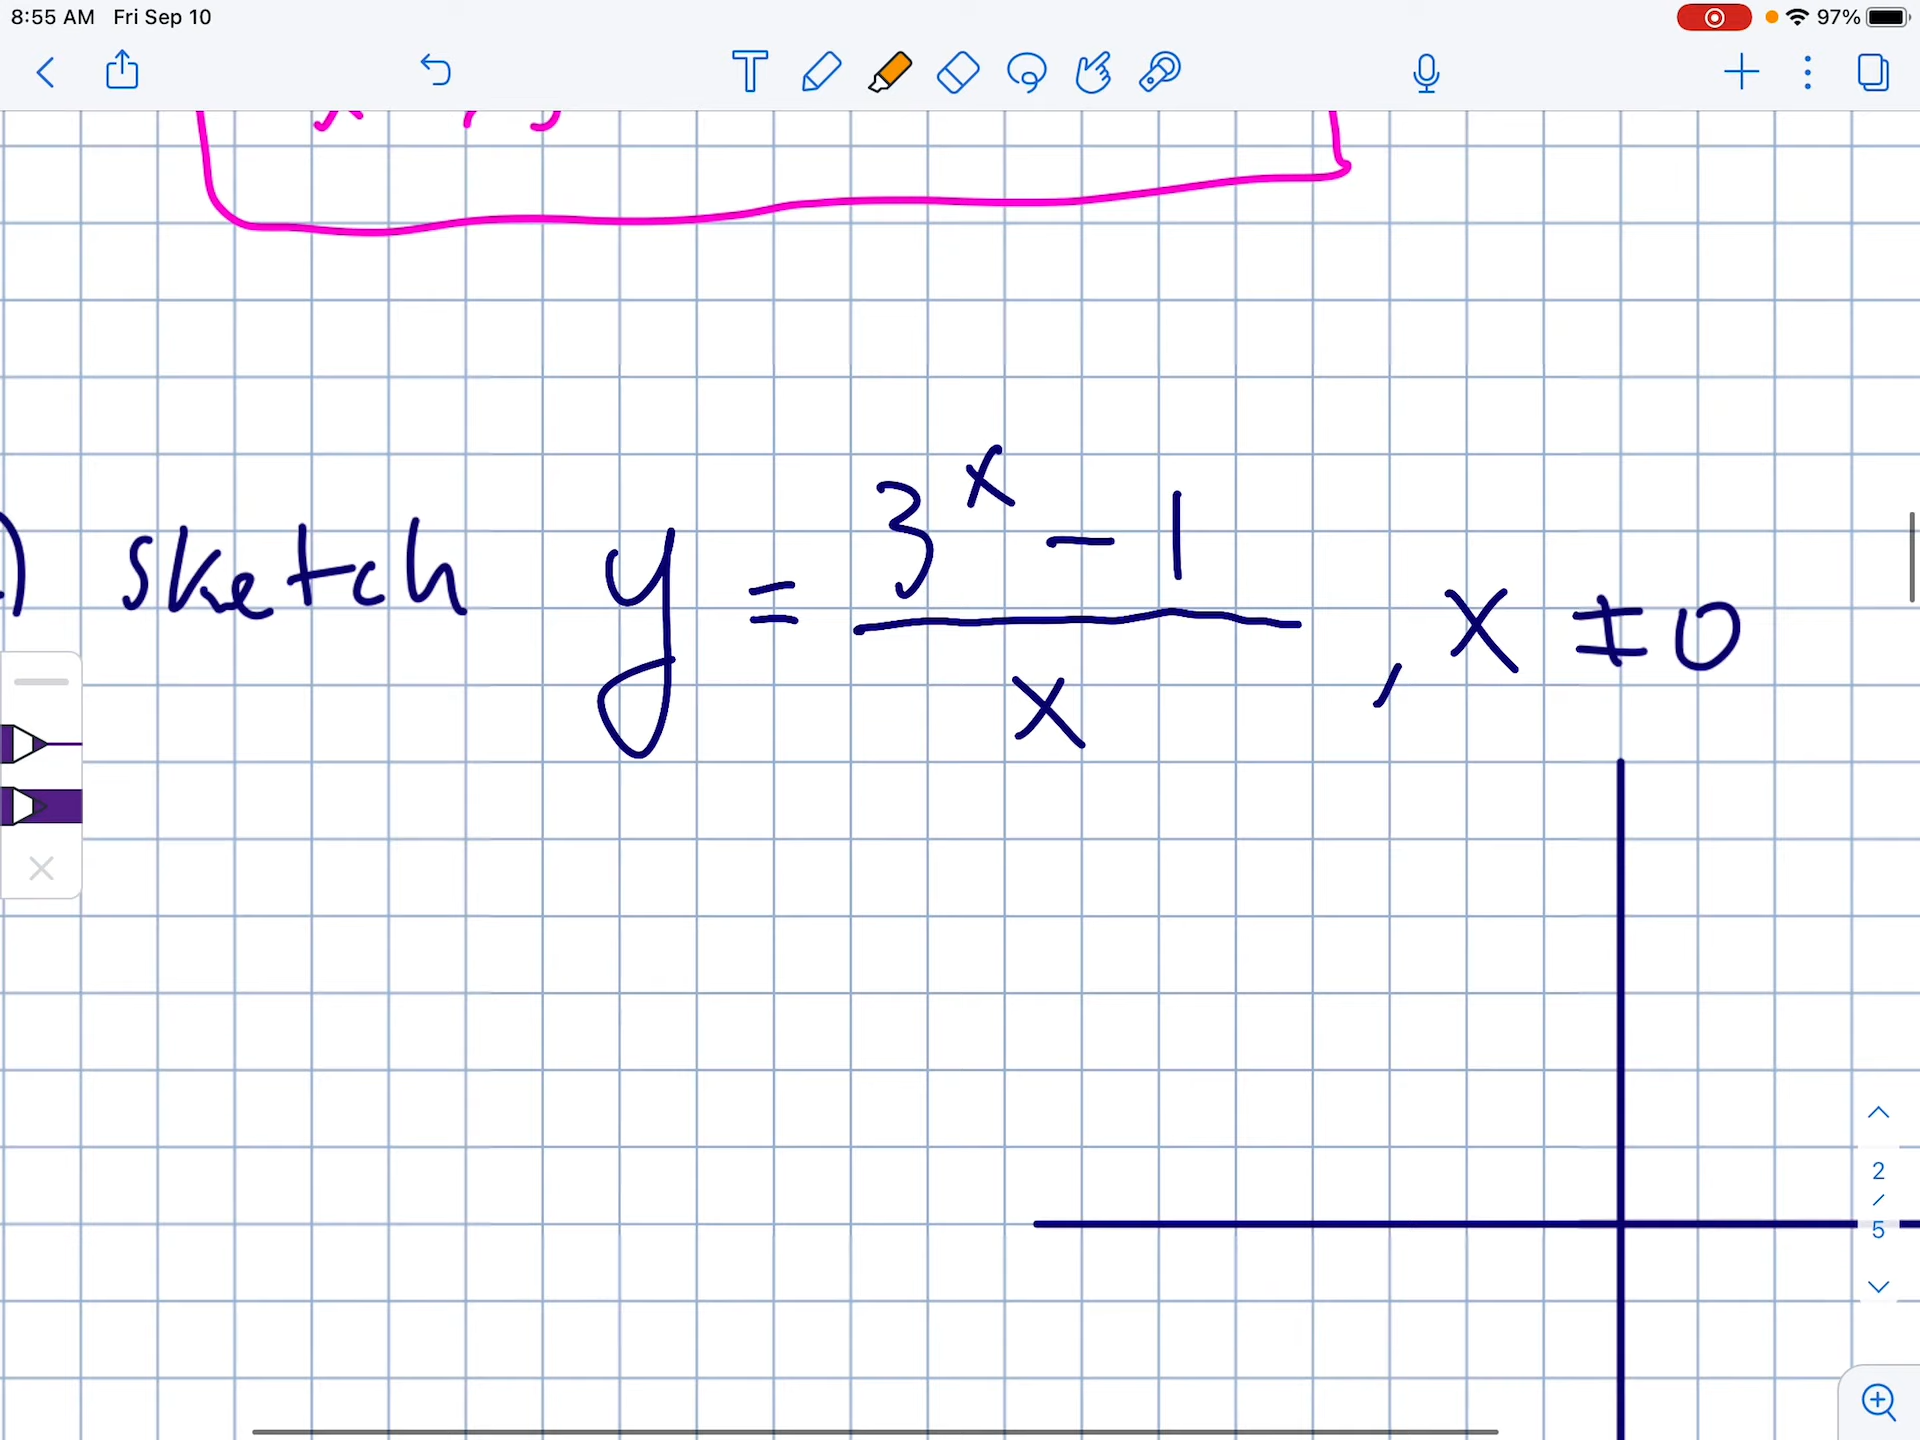 8:55 AM Fri Sep 10 97%
) sketch y = (3^x - 1)/x , x ≠ 0
2
/
5